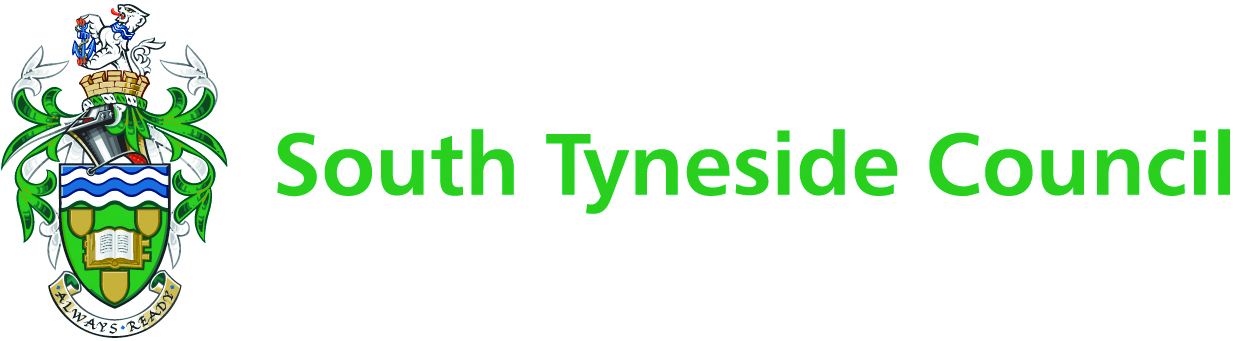 South Tyneside Council
ALWAYS · READY